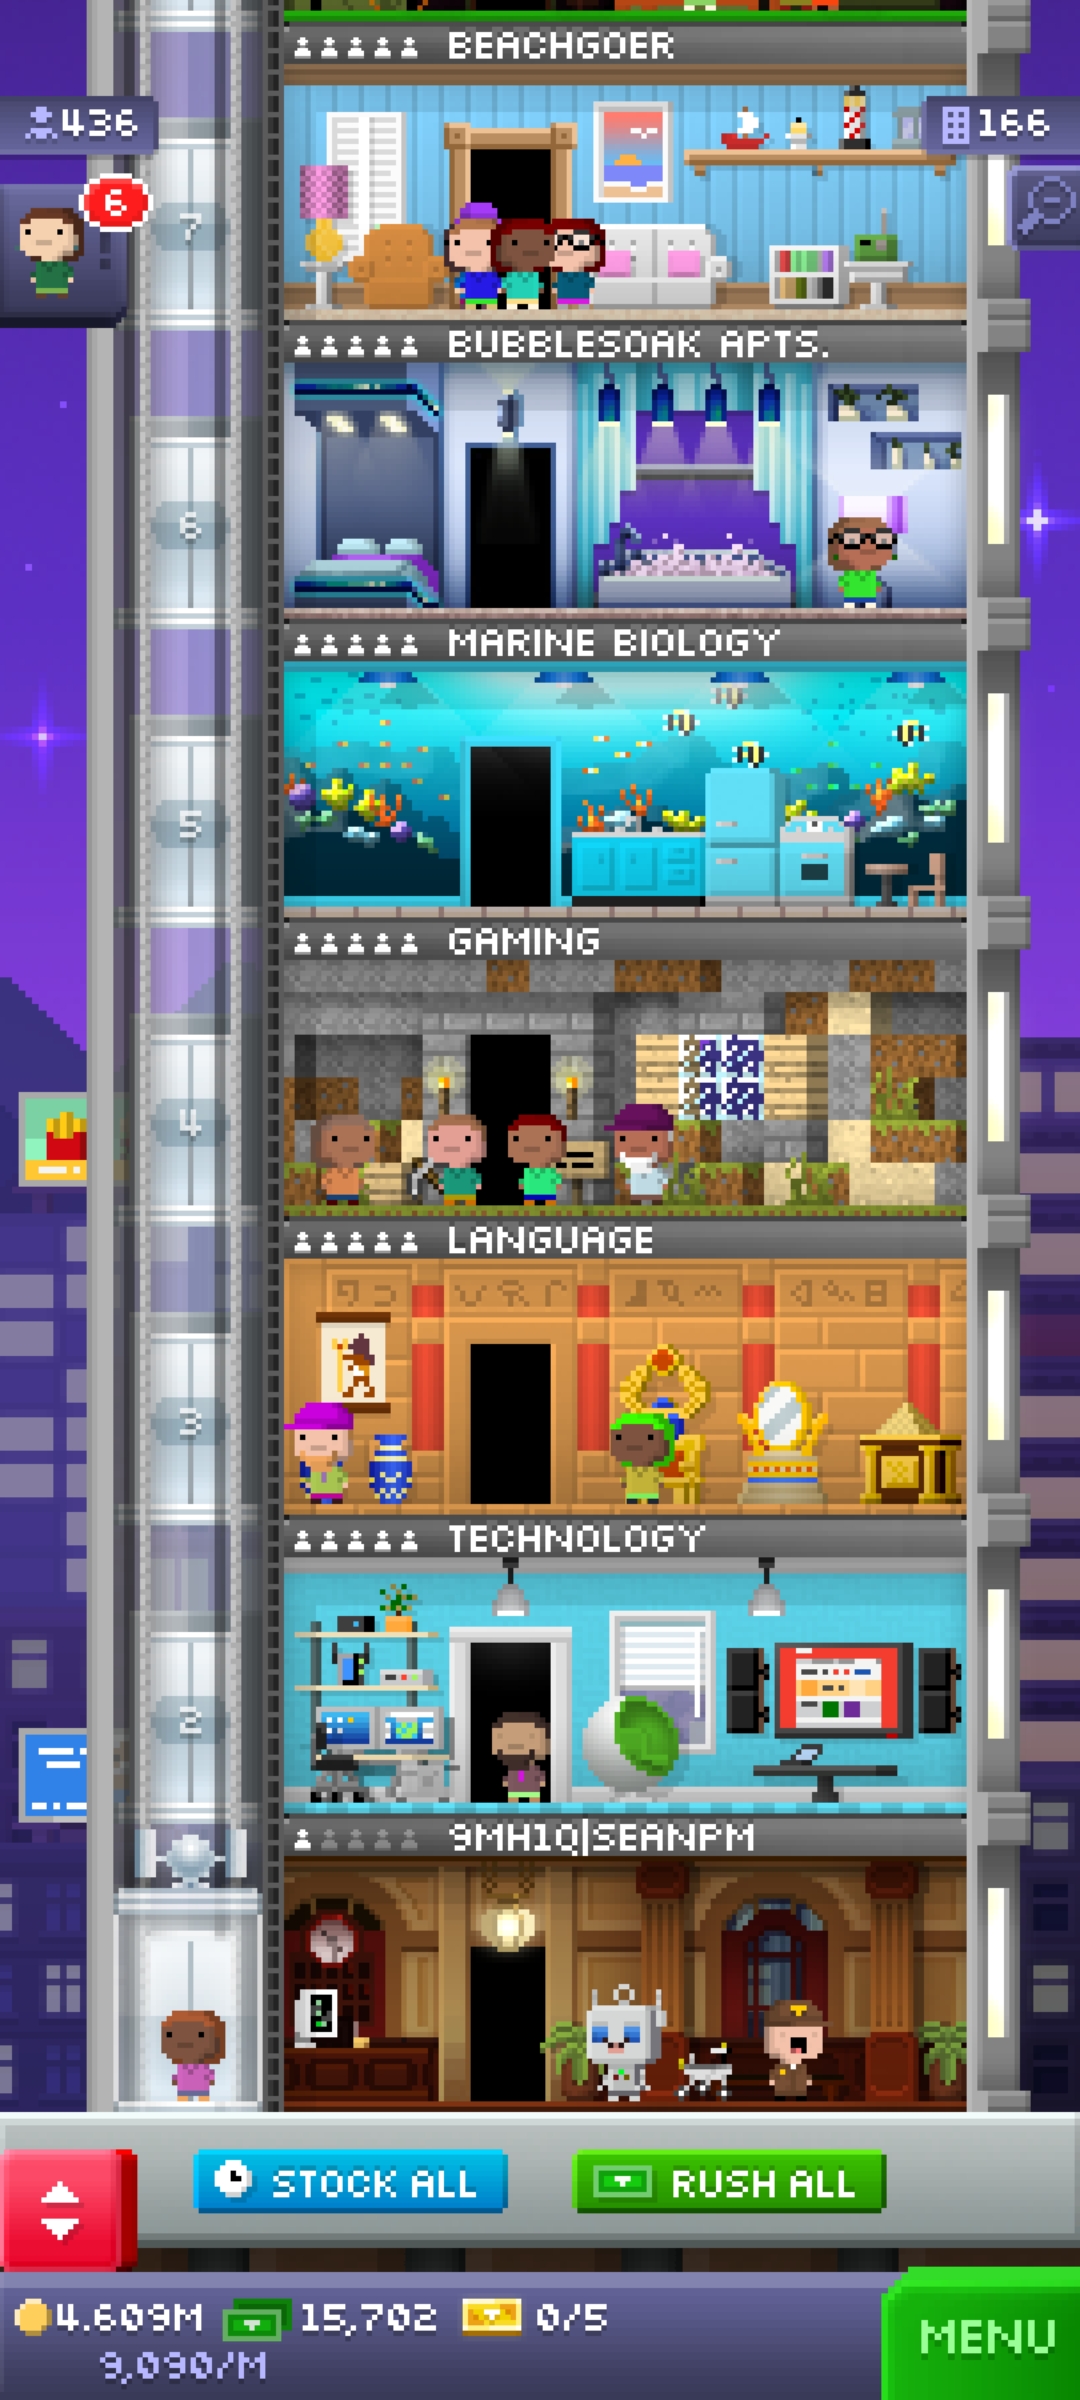 BEACHGOER
436
166
6
7
BUBBLESOAK APTS.
6
MARINE BIOLOGY
5
GAMING
4
LANGUAGE
3
TECHNOLOGY
2
9MH1Q|SEANPM
STOCK ALL
RUSH ALL
4.609M
15,702
0/5
9,090/M
MENU